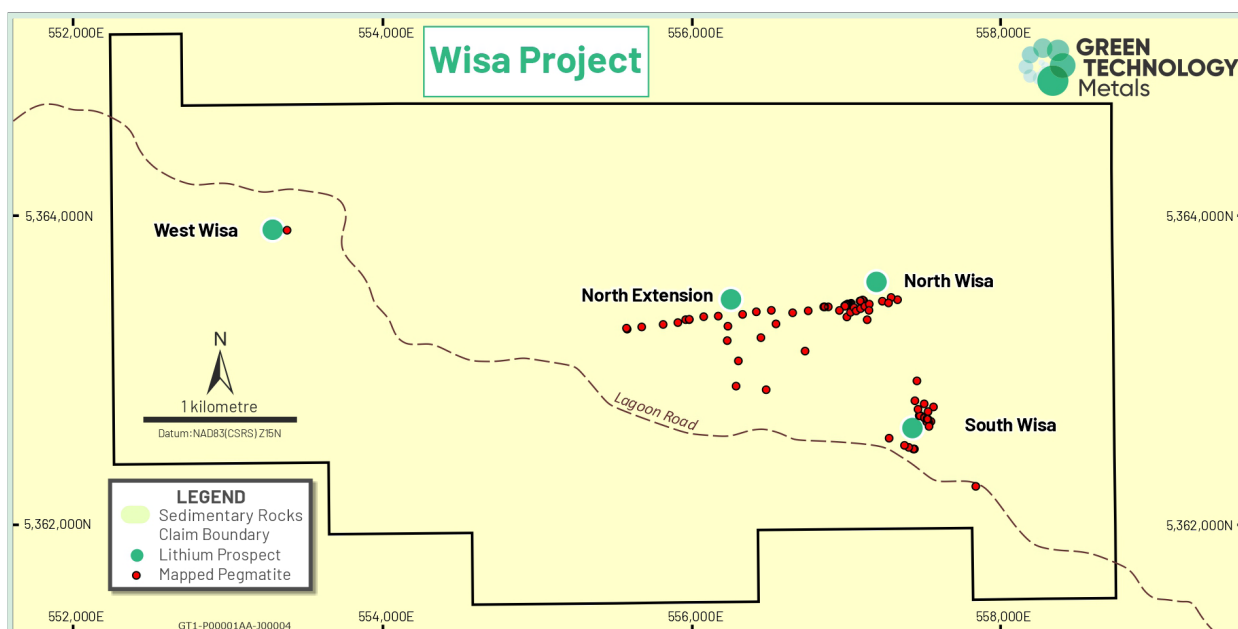 552,000E
554,000E
556,000E
558,000E
Wisa Project
GREEN
TECHNOLOGY
Metals
5,364,000N
5,364,000N
West Wisa
North Extension
North Wisa
N
1 kilometre
Datum:NAD83(CSRS) Z15N
Lagoon Road
South Wisa
LEGEND
Sedimentary Rocks
Claim Boundary
Lithium Prospect
Mapped Pegmatite
5,362,000N
5,362,000N
552,000E
554,000E
556,000E
558,000E
GT1-P00001AA-J00004